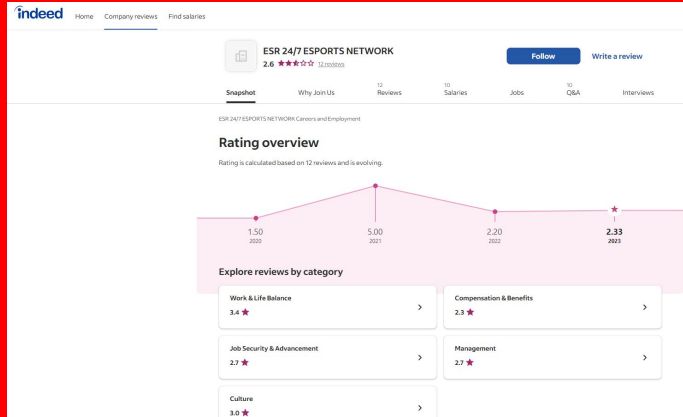 indeed Home Company reviews Find salaries
ESR 24/7 ESPORTS NETWORK
2.6 12 reviews
Follow Write a review
12 10 10
Snapshot Why Join Us Reviews Salaries Jobs Q&A Interviews
ESR 24/7 ESPORTS NETWORK Careers and Employment
Rating overview
Rating is calculated based on 12 reviews and is evolving.
1.50 5.00 2.20 2.33
2020 2021 2022 2023
Explore reviews by category
Work & Life Balance
3.4
Compensation & Benefits
2.3
Job Security & Advancement
2.7
Management
2.7
Culture
3.0